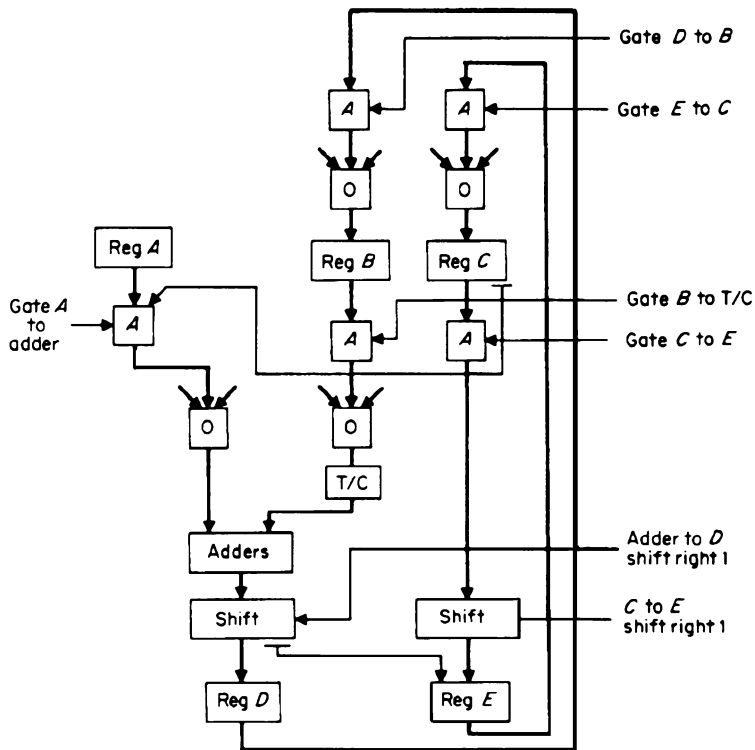 Gate D to B
A
A
Gate E to C
O
O
Reg A
Reg B
Reg C
Gate B to T/C
Gate A
to
adder
A
A
A
Gate C to E
O
O
T/C
Adders
Adder to D
shift right 1
Shift
Shift
C to E
shift right 1
Reg D
Reg E